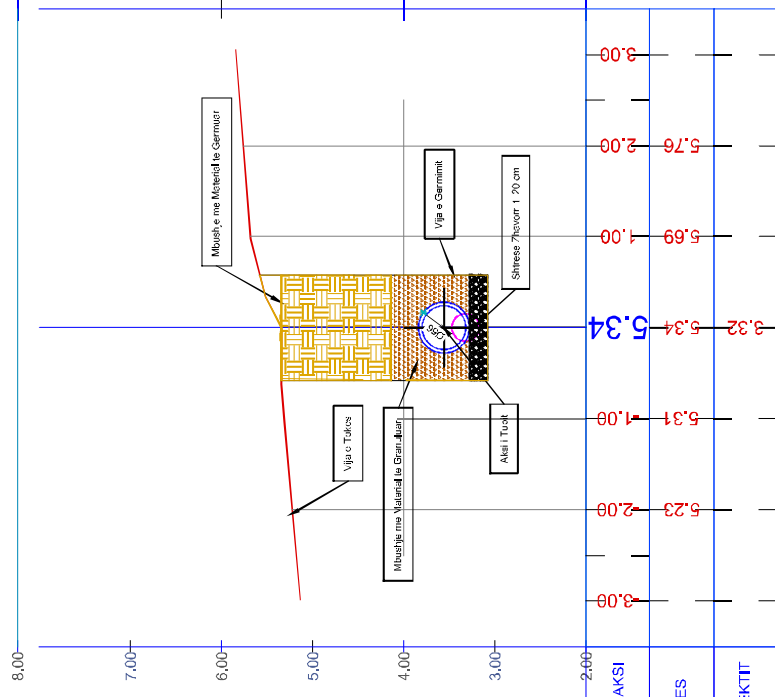 8.00
7.00
6.00
5.00
4.00
3.00
2.00
Mbushje me Material te Germuar
Vija e Germimit
Shtrese Zhavorr 1 20 cm
Vija e Tokes
Mbushje me Material te Granuluar
Aksi i Tubit
AKSI
-3.00
-2.00
-1.00
5.34
1.00
2.00
3.00
ES
5.23
5.31
5.34
5.69
5.76
EKTIT
3.32